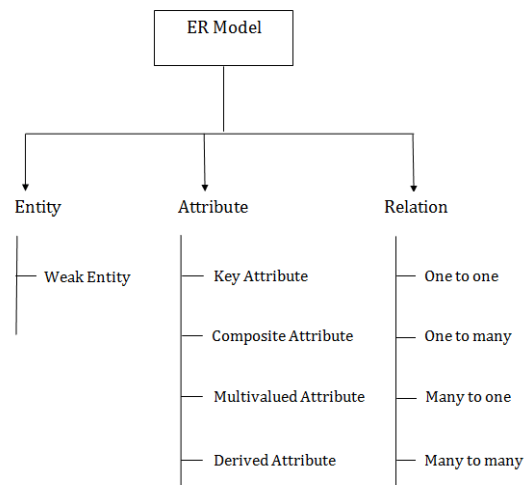 ER Model
Entity
Attribute
Relation
Weak Entity
Key Attribute
One to one
Composite Attribute
One to many
Multivalued Attribute
Many to one
Derived Attribute
Many to many